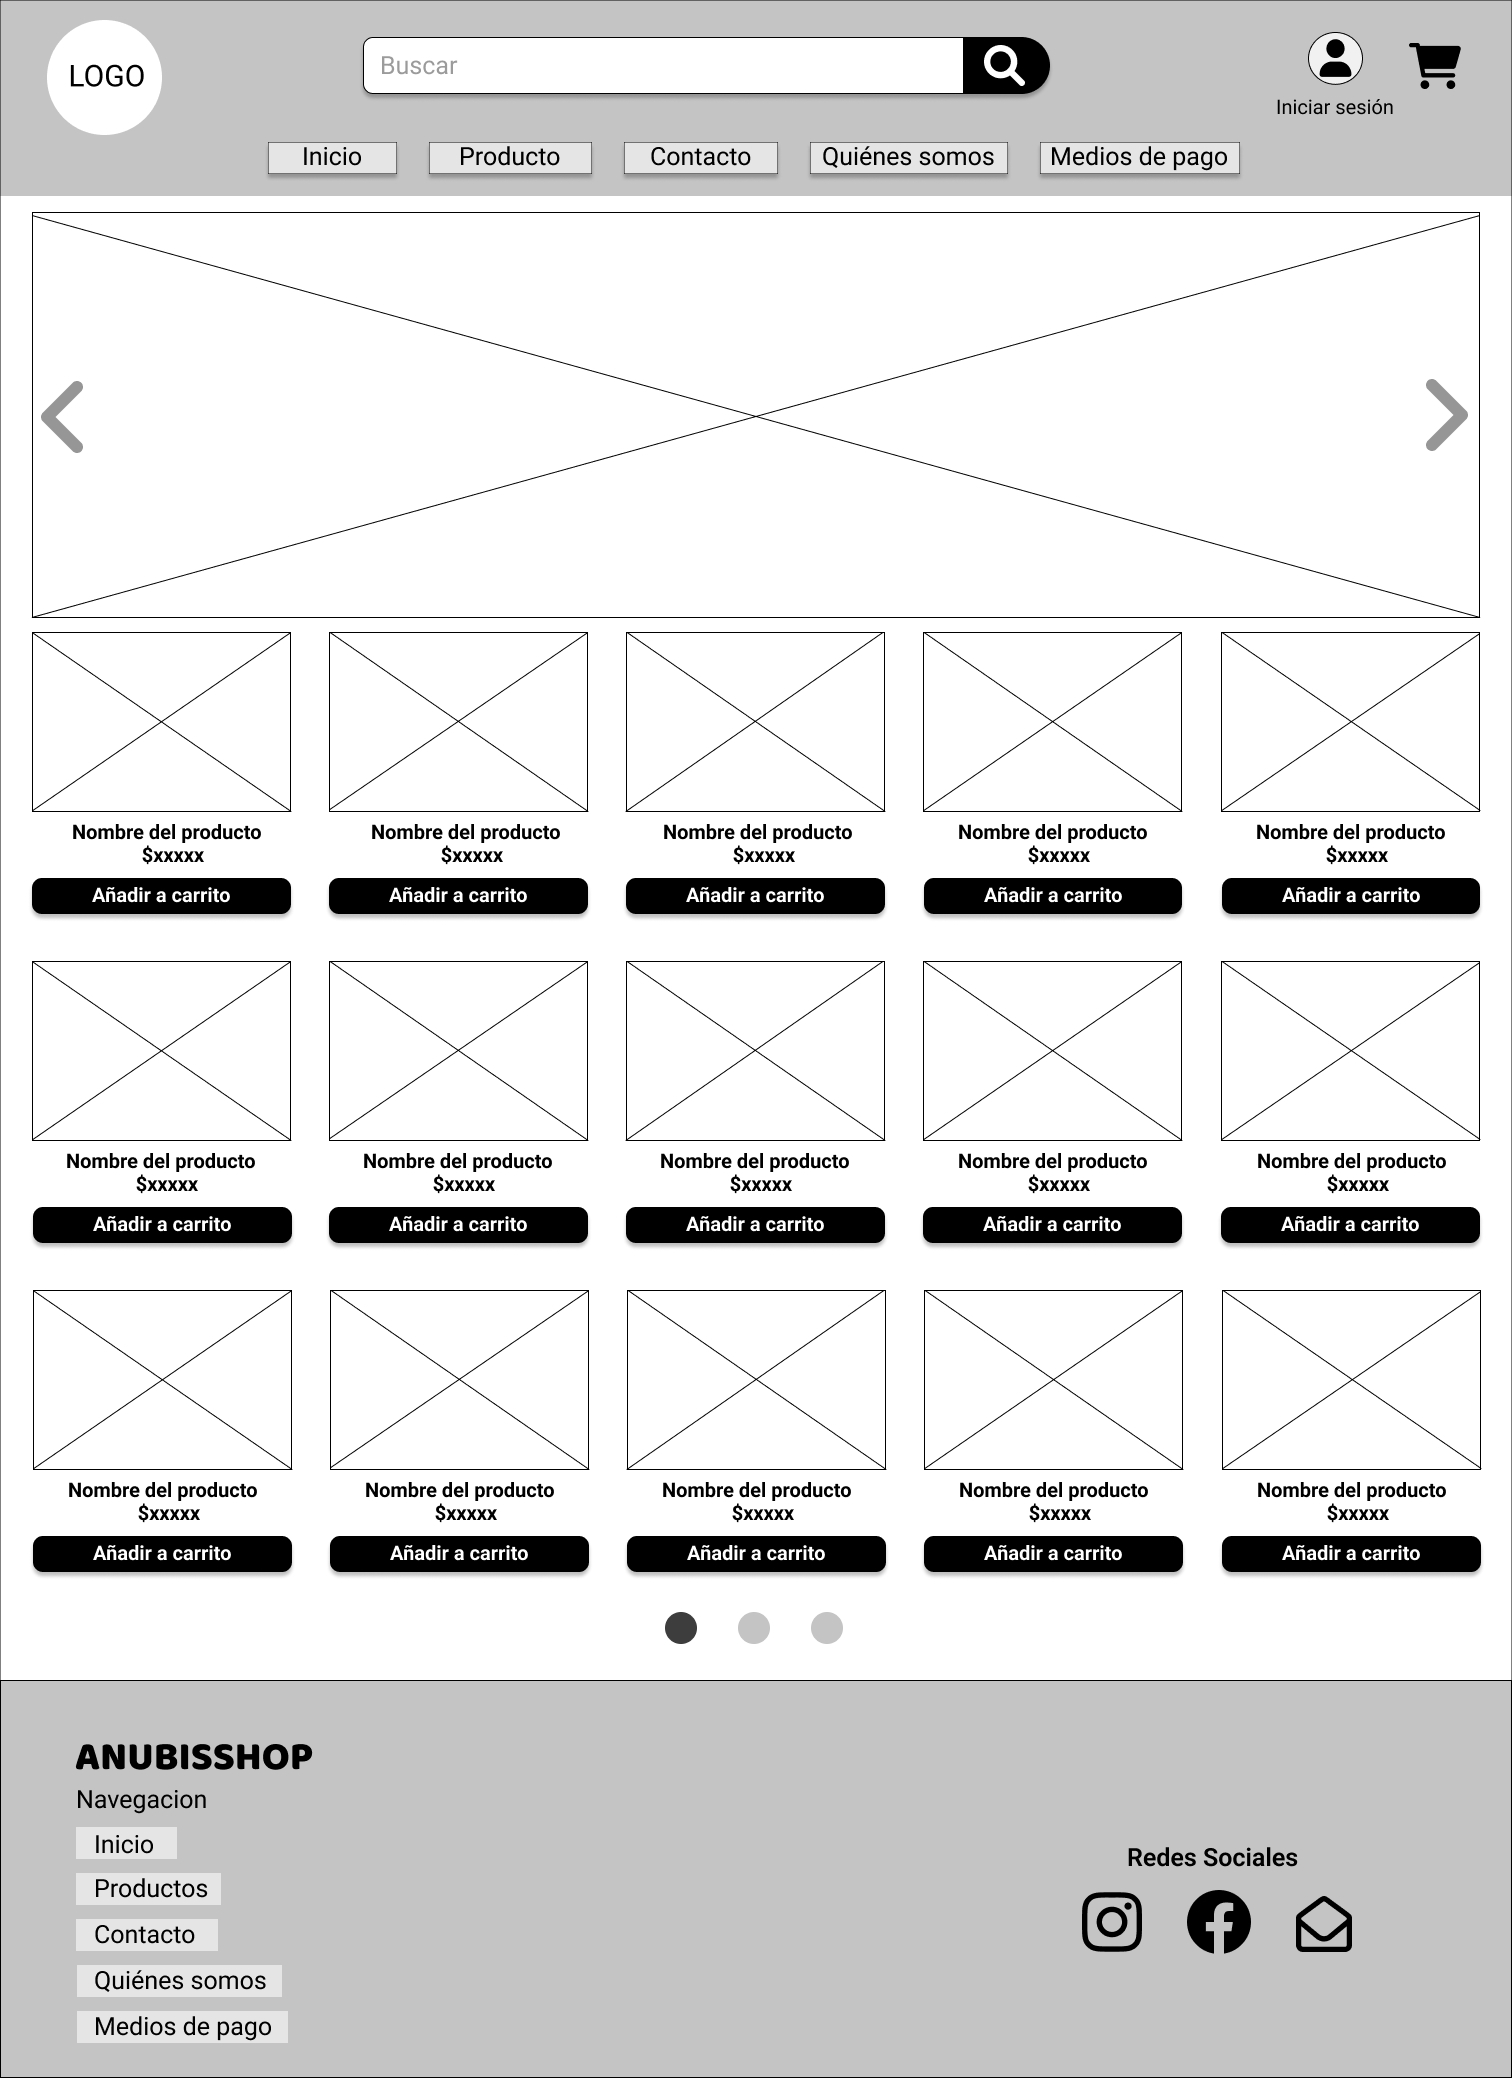 LOGO
Buscar
Iniciar sesión
Inicio
Producto
Contacto
Quiénes somos
Medios de pago
Nombre del producto
$xxxxx
Añadir a carrito
Nombre del producto
$xxxxx
Añadir a carrito
Nombre del producto
$xxxxx
Añadir a carrito
Nombre del producto
$xxxxx
Añadir a carrito
Nombre del producto
$xxxxx
Añadir a carrito
Nombre del producto
$xxxxx
Añadir a carrito
Nombre del producto
$xxxxx
Añadir a carrito
Nombre del producto
$xxxxx
Añadir a carrito
Nombre del producto
$xxxxx
Añadir a carrito
Nombre del producto
$xxxxx
Añadir a carrito
Nombre del producto
$xxxxx
Añadir a carrito
Nombre del producto
$xxxxx
Añadir a carrito
Nombre del producto
$xxxxx
Añadir a carrito
Nombre del producto
$xxxxx
Añadir a carrito
Nombre del producto
$xxxxx
Añadir a carrito
ANUBISSHOP
Navegacion
Inicio
Productos
Contacto
Quiénes somos
Medios de pago
Redes Sociales